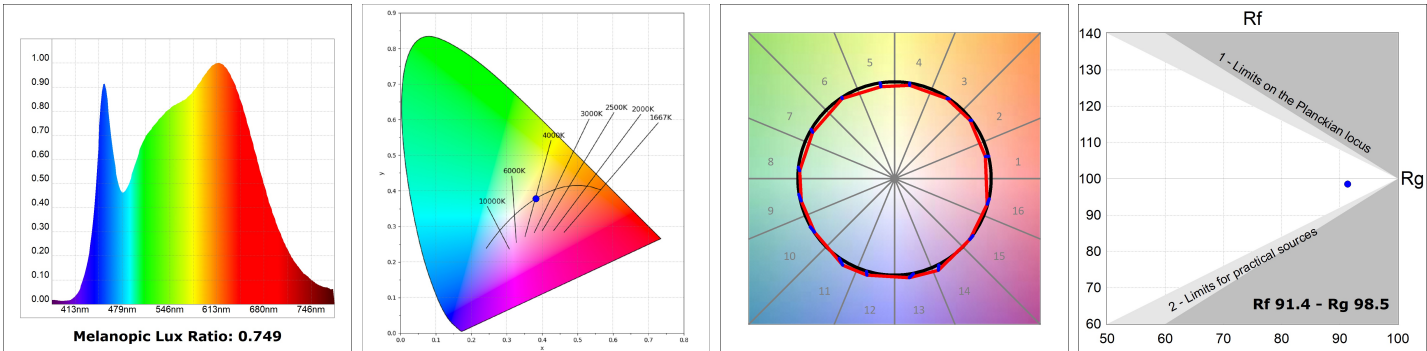 1.00
0.90
0.80
0.70
0.60
0.50
0.40
0.30
0.20
0.10
0.00
413nm 479nm 546nm 613nm 680nm 746nm
Melanopic Lux Ratio: 0.749
0.9
0.8
0.7
0.6
0.5
0.4
0.3
0.2
0.1
0.0
y
0.0 0.1 0.2 0.3 0.4 0.5 0.6 0.7 0.8
x
1667K
2000K
2500K
3000K
4000K
6000K
10000K
1
2
3
4
5
6
7
8
9
10
11
12
13
14
15
16
Rf
140
130
120
110
100
90
80
70
60
1 - Limits on the Planckian locus
Rg
2 - Limits for practical sources
Rf 91.4 - Rg 98.5
50 60 70 80 90 100